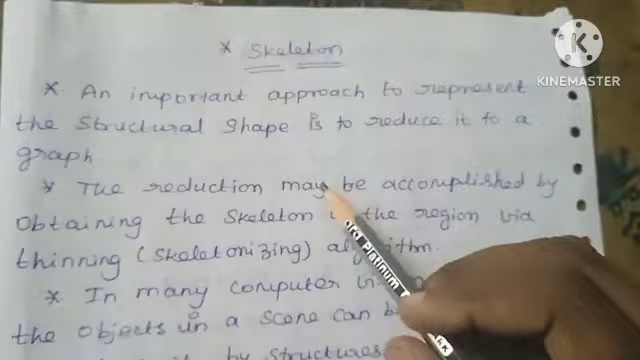 * Skeleton
* An important approach to represent
the structural shape is to reduce it to a
graph.
* The reduction may be accomplished by
obtaining the skeleton the region via
thinning (skeletonizing) algorithm.
* In many computer
the objects in a scene can
by structures
KINEMASTER
Platinum